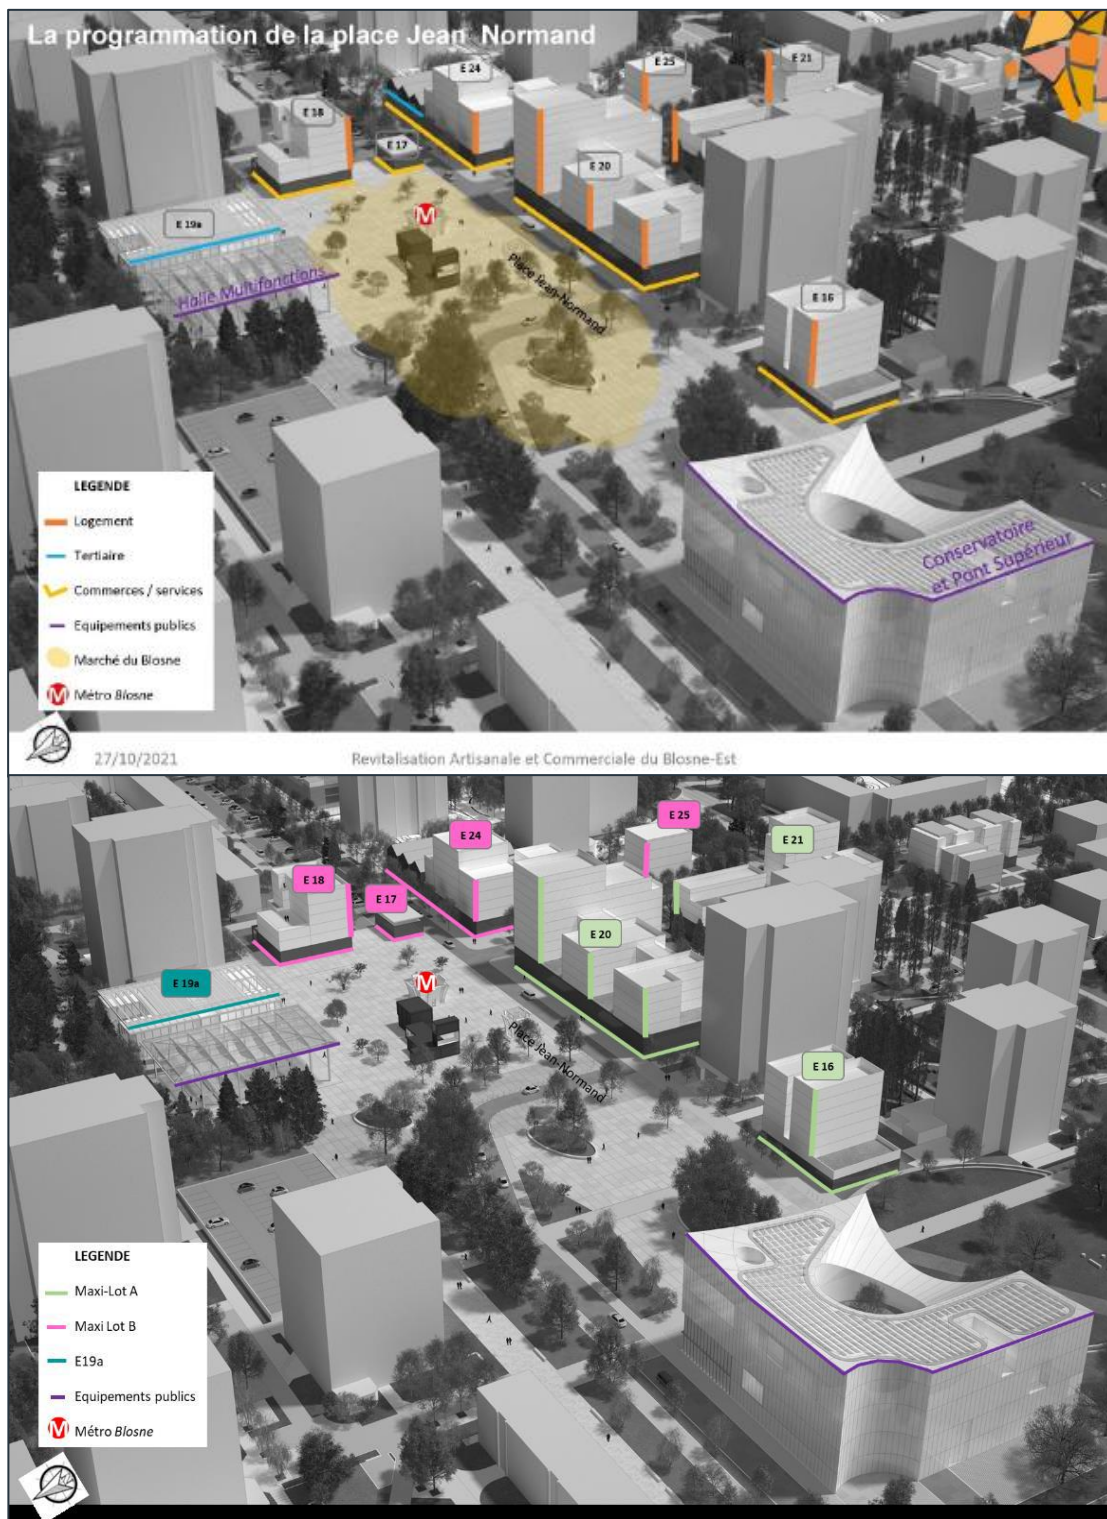 La programmation de la place Jean Normand
E 24
E 25
E 21
E 18
E 17
E 20
E 19a
M
Halle Multifonctions
Place Jean-Normand
E 16
Conservatoire
et Pont Supérieur
LEGENDE
Logement
Tertiaire
Commerces / services
Equipements publics
Marché du Blosne
M Métro Blosne
27/10/2021
Revitalisation Artisanale et Commerciale du Blosne-Est
E 25
E 24
E 21
E 18
E 17
E 20
E 19a
M
Place Jean-Normand
E 16
LEGENDE
Maxi-Lot A
Maxi Lot B
E19a
Equipements publics
M Métro Blosne